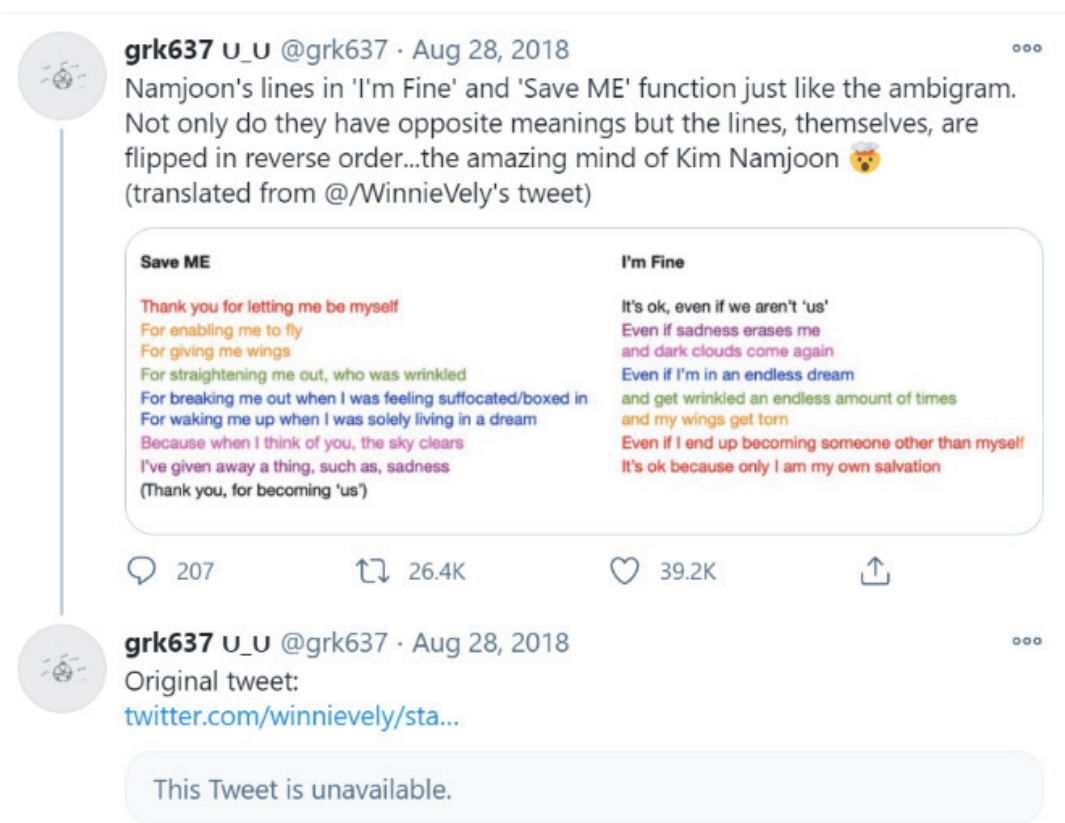 grk637 U_U @grk637 · Aug 28, 2018
Namjoon's lines in 'I'm Fine' and 'Save ME' function just like the ambigram.
Not only do they have opposite meanings but the lines, themselves, are
flipped in reverse order...the amazing mind of Kim Namjoon 🤯
(translated from @/WinnieVely's tweet)
Save ME
Thank you for letting me be myself
For enabling me to fly
For giving me wings
For straightening me out, who was wrinkled
For breaking me out when I was feeling suffocated/boxed in
For waking me up when I was solely living in a dream
Because when I think of you, the sky clears
I've given away a thing, such as, sadness
(Thank you, for becoming 'us')
I'm Fine
It's ok, even if we aren't 'us'
Even if sadness erases me
and dark clouds come again
Even if I'm in an endless dream
and get wrinkled an endless amount of times
and my wings get torn
Even if I end up becoming someone other than myself
It's ok because only I am my own salvation
207 26.4K 39.2K
grk637 U_U @grk637 · Aug 28, 2018
Original tweet:
twitter.com/winnievely/sta...
This Tweet is unavailable.